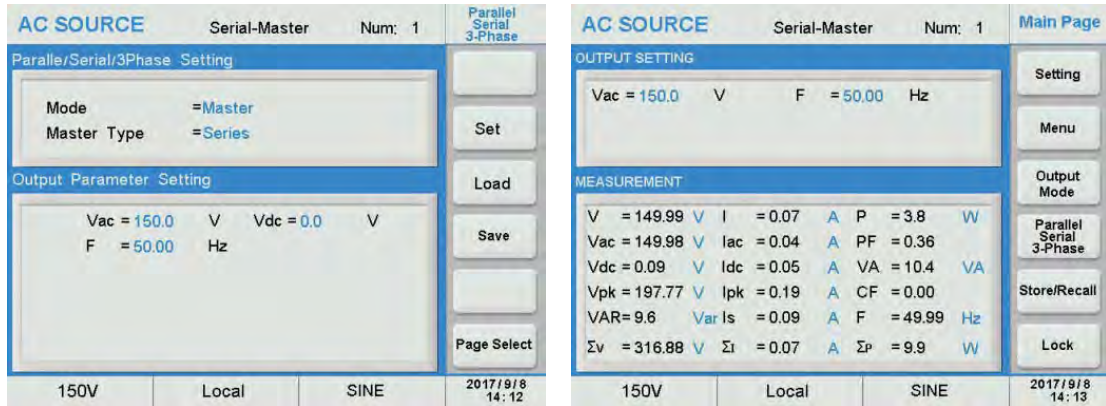 AC SOURCE Serial-Master Num: 1 Parallel Serial 3-Phase
Paralle/Serial/3Phase Setting
Mode =Master
Master Type =Series
Set
Output Parameter Setting
Load
Vac = 150.0 V Vdc = 0.0 V
F = 50.00 Hz
Save
Page Select
150V Local SINE 2017/9/8 14:12
AC SOURCE Serial-Master Num: 1 Main Page
OUTPUT SETTING
Setting
Vac = 150.0 V F = 50.00 Hz
Menu
Output Mode
MEASUREMENT
V = 149.99 V I = 0.07 A P = 3.8 W
Parallel Serial 3-Phase
Vac = 149.98 V Iac = 0.04 A PF = 0.36
Vdc = 0.09 V Idc = 0.05 A VA = 10.4 VA
Store/Recall
Vpk = 197.77 V Ipk = 0.19 A CF = 0.00
VAR= 9.6 Var Is = 0.09 A F = 49.99 Hz
Lock
Σv = 316.88 V Σı = 0.07 A Σp = 9.9 W
150V Local SINE 2017/9/8 14:13